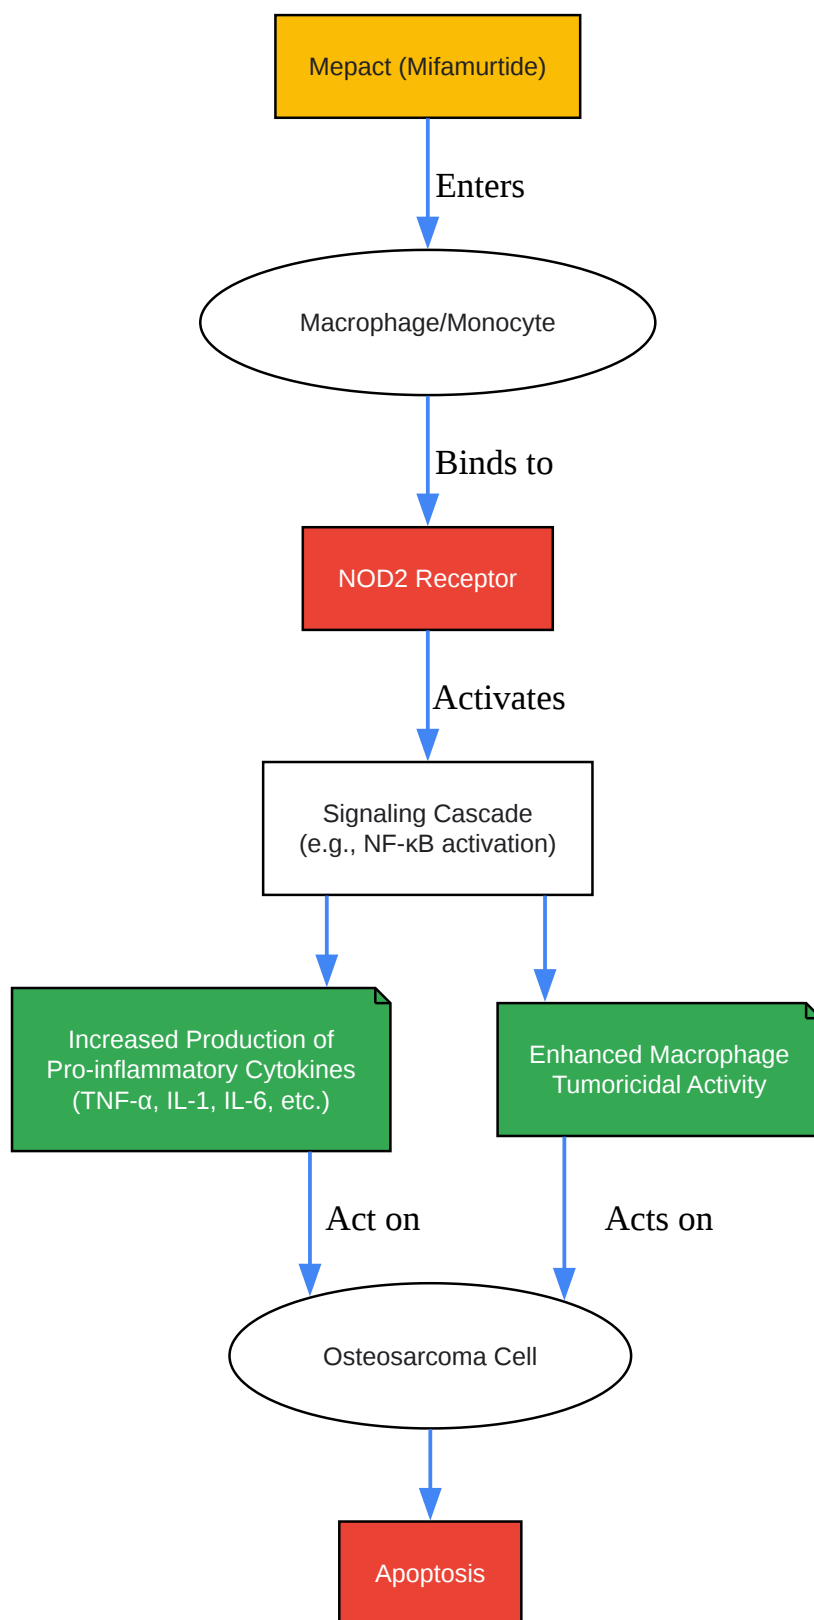 Mepact (Mifamurtide)
Enters
Macrophage/Monocyte
Binds to
NOD2 Receptor
Activates
Signaling Cascade
(e.g., NF-κB activation)
Increased Production of
Pro-inflammatory Cytokines
(TNF-α, IL-1, IL-6, etc.)
Enhanced Macrophage
Tumoricidal Activity
Act on
Acts on
Osteosarcoma Cell
Apoptosis